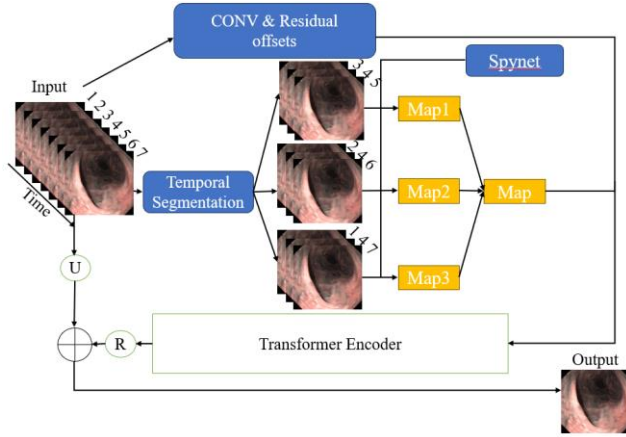 CONV & Residual
offsets
Input
Spynet
1 2 3 4 5 6 7
3 4 5
Map1
Time
Temporal
Segmentation
2 4 6
Map2
Map
1 4 7
Map3
U
R
Transformer Encoder
Output